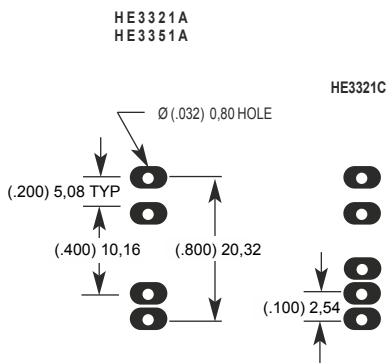 HE3321A
HE3351A
HE3321C
Ø (.032) 0,80 HOLE
(.200) 5,08 TYP
(.400) 10,16
(.800) 20,32
(.100) 2,54